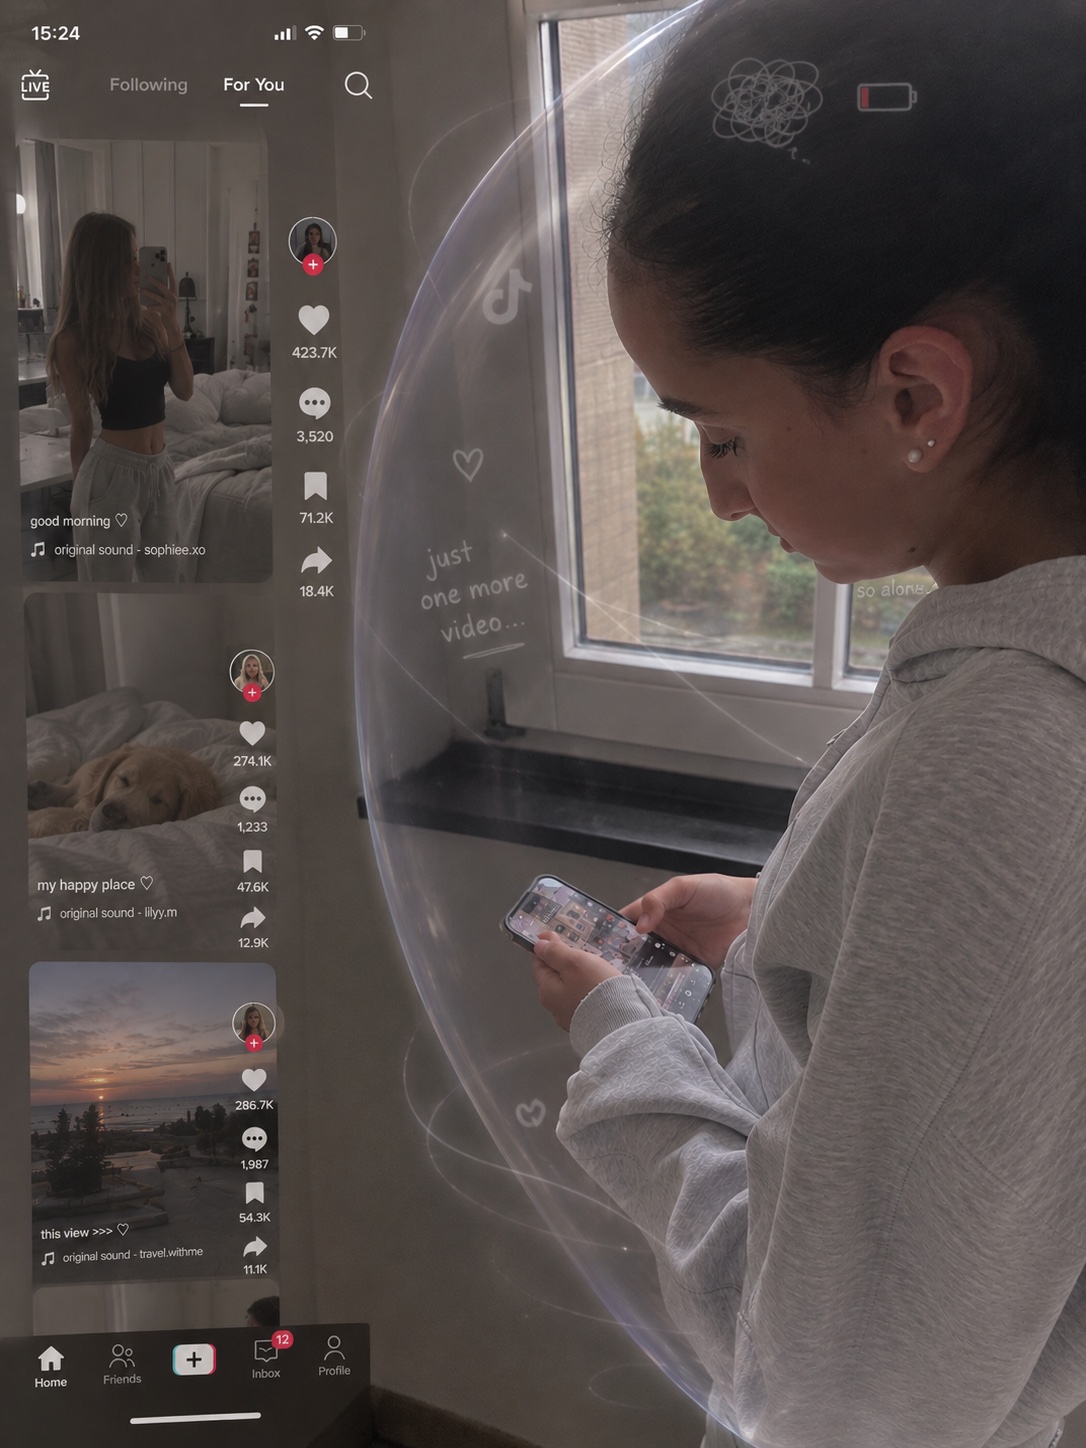 15:24
LIVE
Following
For You
good morning ♡
original sound - sophiee.xo
423.7K
3,520
71.2K
18.4K
my happy place ♡
original sound - lilyy.m
274.1K
1,233
47.6K
12.9K
this view >>> ♡
original sound - travel.withme
286.7K
1,987
54.3K
11.1K
Home
Friends
Inbox
12
Profile
just
one more
video...
so alone.